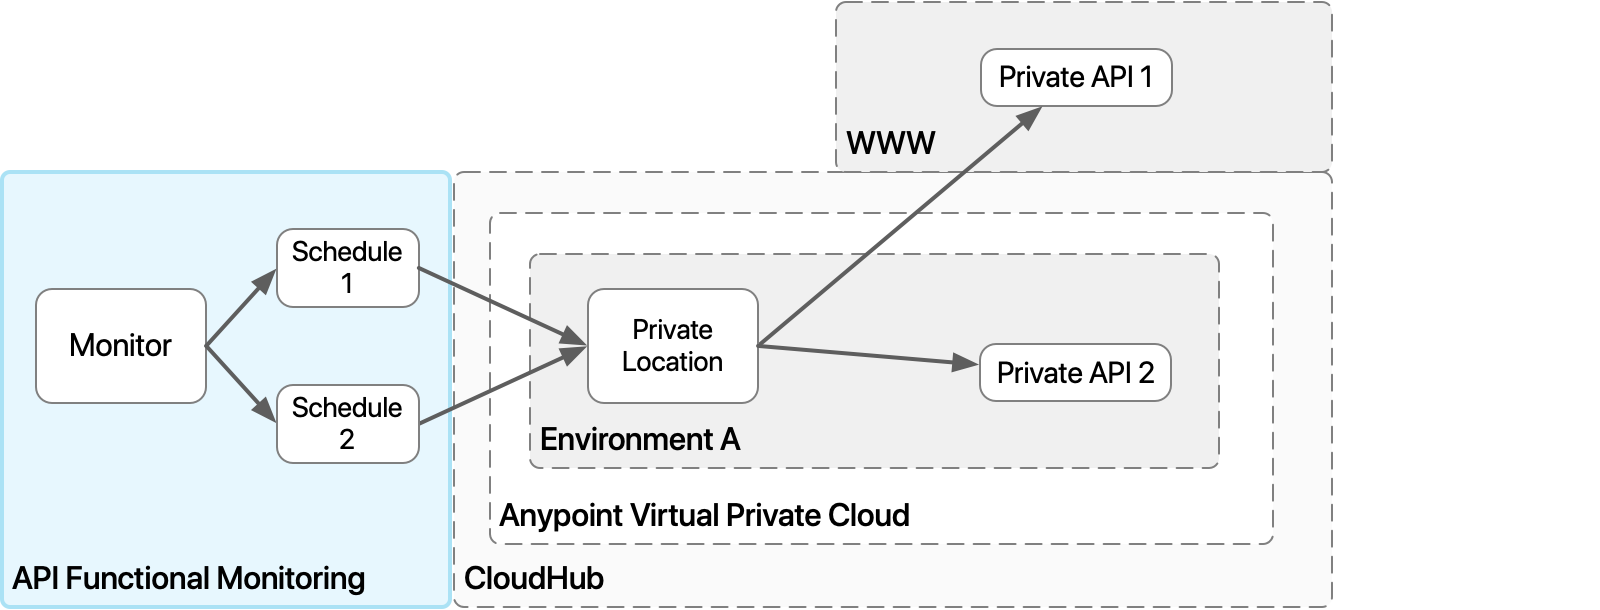 Private API 1
WWW
Schedule
1
Monitor
Private
Location
Private API 2
Schedule
2
Environment A
Anypoint Virtual Private Cloud
API Functional Monitoring
CloudHub